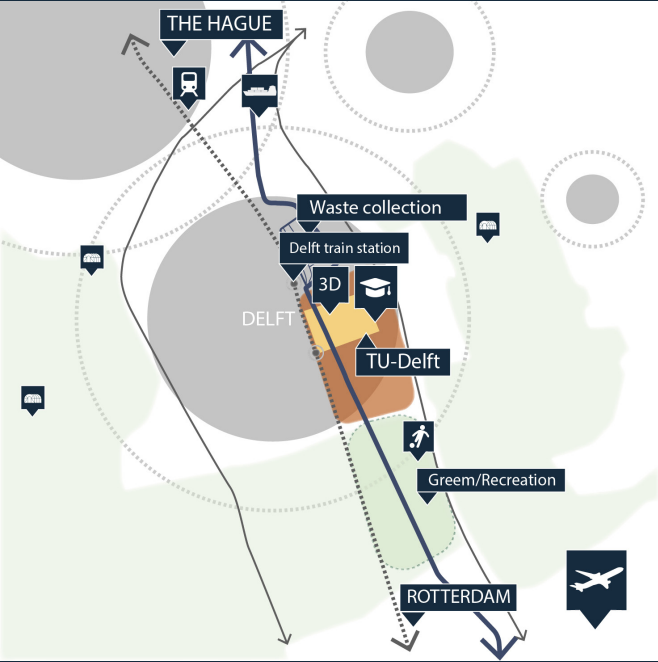 THE HAGUE
Waste collection
Delft train station
3D
DELFT
TU-Delft
Greem/Recreation
ROTTERDAM